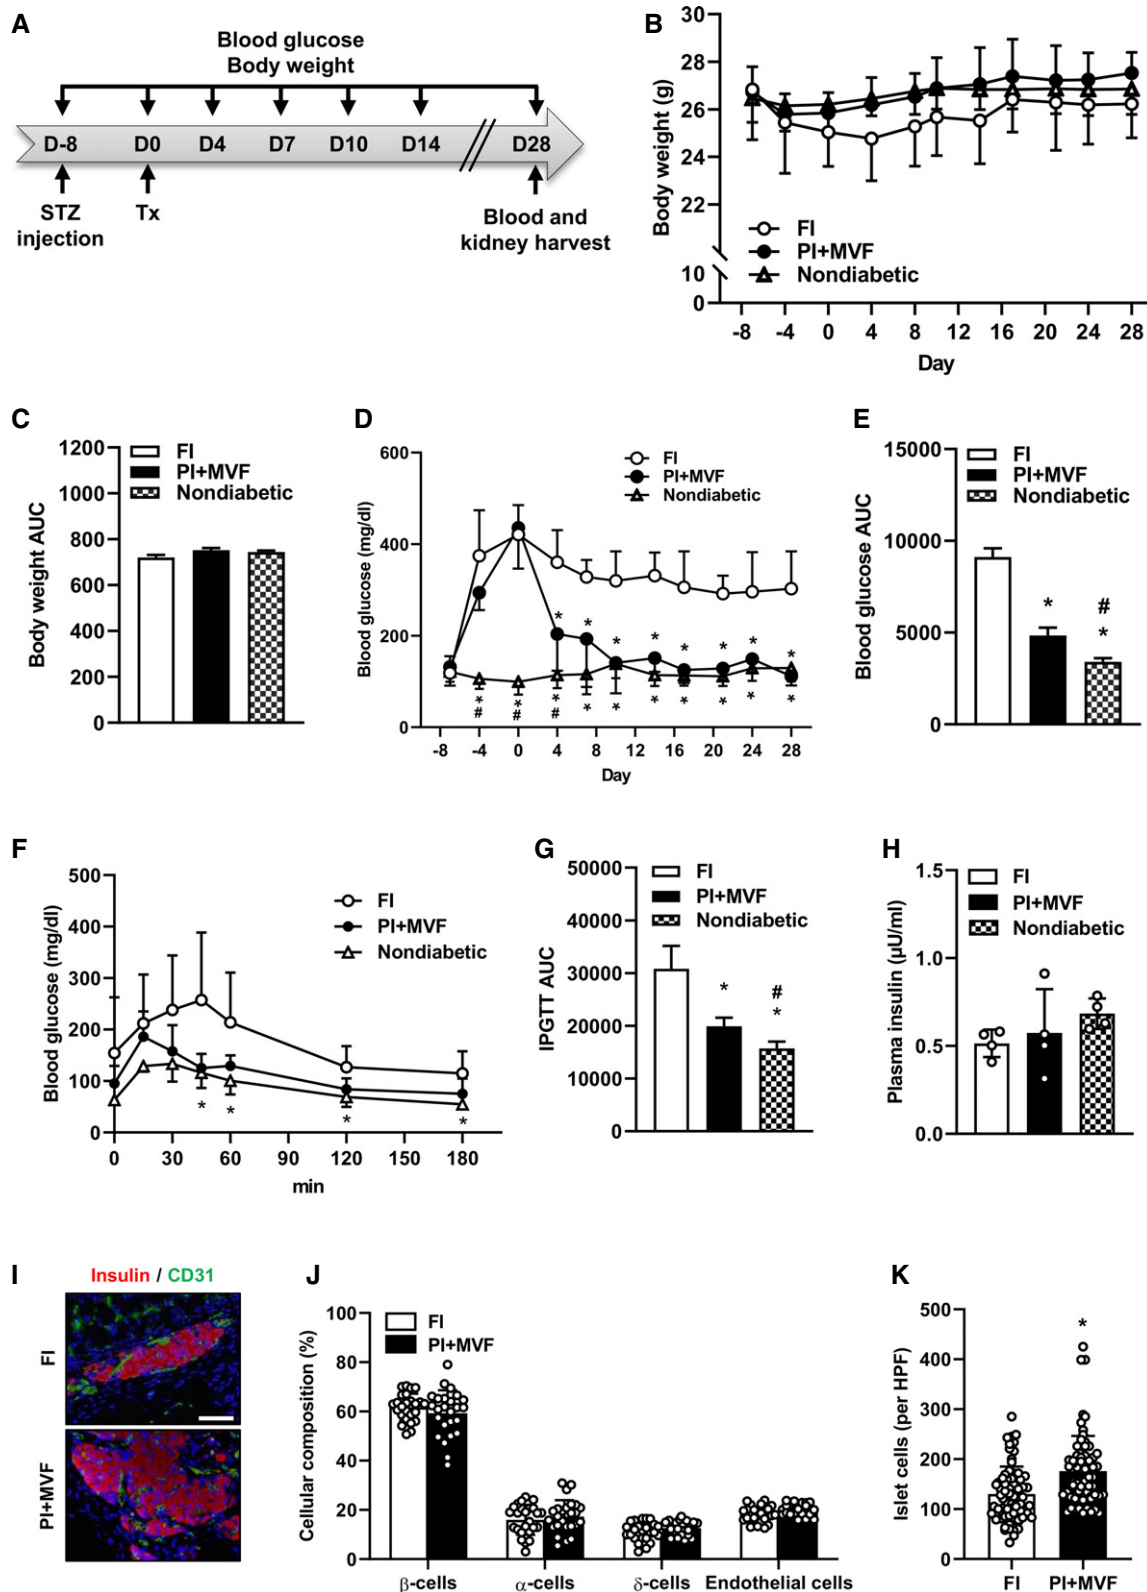 A
Blood glucose
Body weight
D-8 D0 D4 D7 D10 D14 D28
STZ
injection
Tx
Blood and
kidney harvest
B
Body weight (g)
30
28
26
24
22
10
0
FI
PI+MVF
Nondiabetic
-8 -4 0 4 8 12 16 20 24 28
Day
C
Body weight AUC
1200
1000
800
600
400
200
0
FI
PI+MVF
Nondiabetic
D
Blood glucose (mg/dl)
600
400
200
0
FI
PI+MVF
Nondiabetic
* * * * * * * * *
* * * * * * * * * *
# # #
-8 -4 0 4 8 12 16 20 24 28
Day
E
Blood glucose AUC
15000
10000
5000
0
FI
PI+MVF
Nondiabetic
*
#
*
F
Blood glucose (mg/dl)
500
400
300
200
100
0
FI
PI+MVF
Nondiabetic
* * * *
0 30 60 90 120 150 180
min
G
IPGTT AUC
50000
40000
30000
20000
10000
0
FI
PI+MVF
Nondiabetic
*
#
*
H
Plasma insulin (µU/ml)
1.5
1.0
0.5
0.0
FI
PI+MVF
Nondiabetic
I
Insulin / CD31
FI
PI+MVF
J
Cellular composition (%)
100
80
60
40
20
0
FI
PI+MVF
β-cells α-cells δ-cells Endothelial cells
K
Islet cells (per HPF)
500
400
300
200
100
0
*
FI PI+MVF